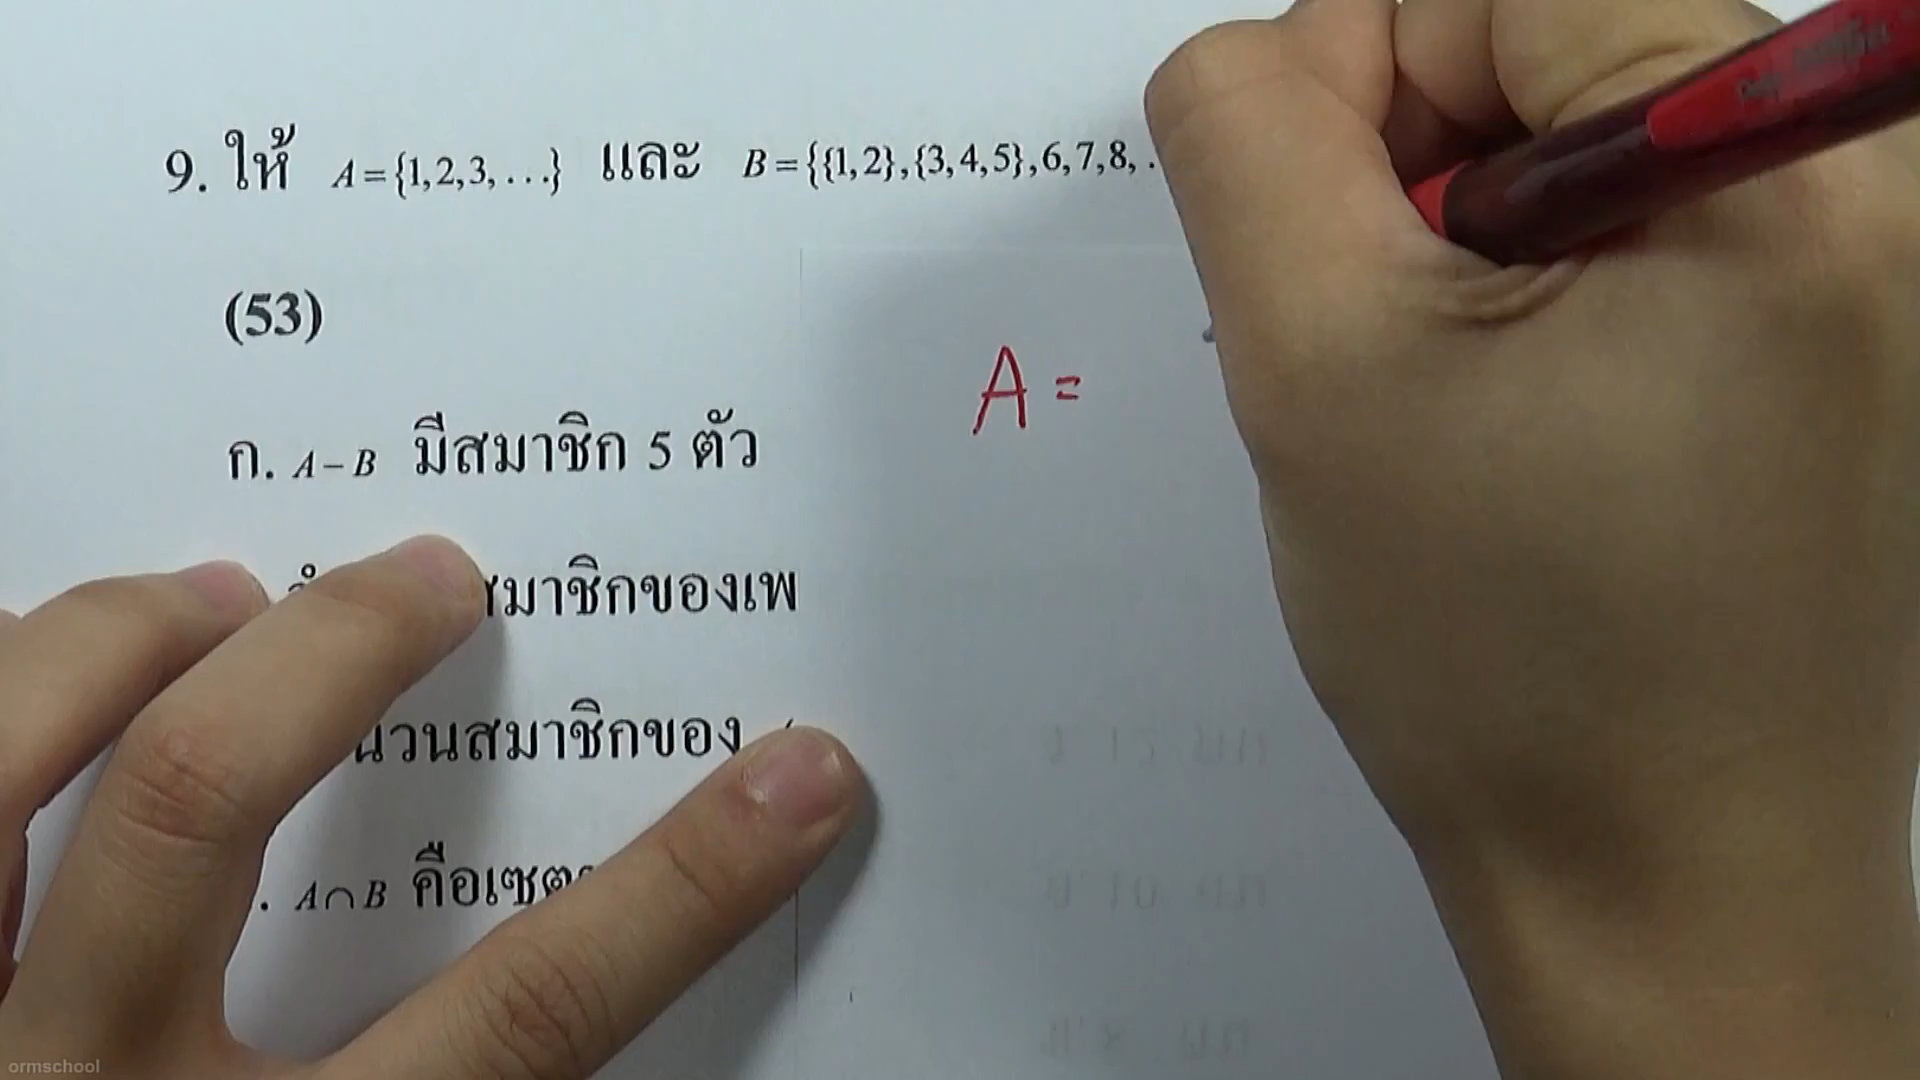 9. ให้ A = {1, 2, 3, . . .} และ B = {{1, 2}, {3, 4, 5}, 6, 7, 8, .
(53)
A =
ก. A − B มีสมาชิก 5 ตัว
สมาชิกของเพ
นวนสมาชิกของ
. A ∩ B คือเซต
ormschool